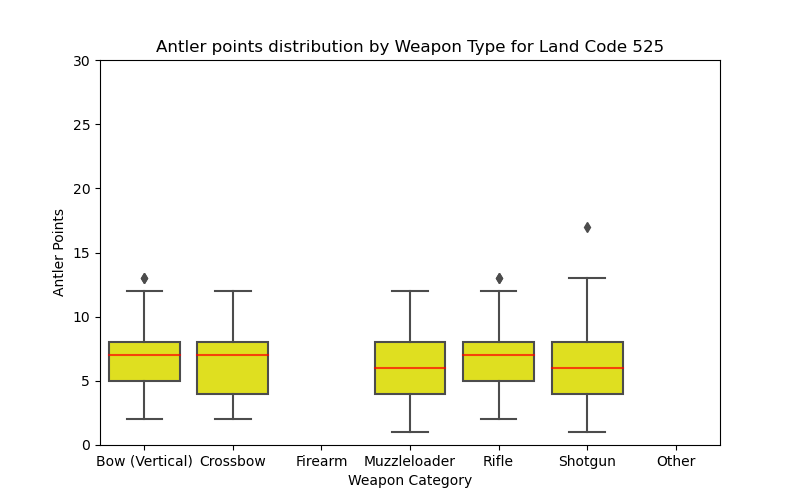 Antler points distribution by Weapon Type for Land Code 525
30
25
20
15
10
5
0
Antler Points
Bow (Vertical) Crossbow Firearm Muzzleloader Rifle Shotgun Other
Weapon Category